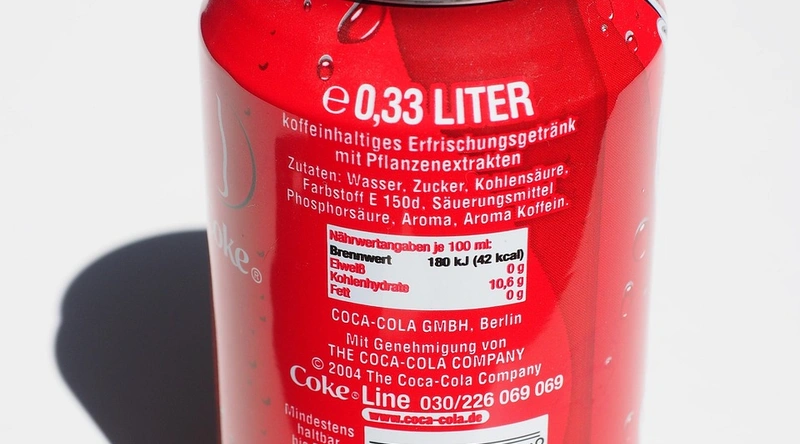 ℮ 0,33 LITER
koffeinhaltiges Erfrischungsgetränk
mit Pflanzenextrakten
Zutaten: Wasser, Zucker, Kohlensäure,
Farbstoff E 150d, Säuerungsmittel
Phosphorsäure, Aroma, Aroma Koffein.
Nährwertangaben je 100 ml:
Brennwert 180 kJ (42 kcal)
Eiweiß 0 g
Kohlenhydrate 10,6 g
Fett 0 g
COCA-COLA GMBH, Berlin
Mit Genehmigung von
THE COCA-COLA COMPANY
© 2004 The Coca-Cola Company
Coke® Line 030/226 069 069
www.coca-cola.de
Mindestens
haltbar
oke®